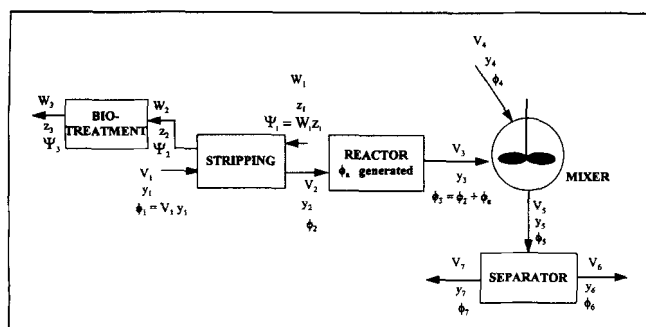 V₄
y₄
ϕ₄
W₁
z₁
Ψ₁ = W₁z₁
W₃
z₃
Ψ₃
BIO-
TREATMENT
W₂
z₂
Ψ₂
STRIPPING
V₁
y₁
ϕ₁ = V₁ y₁
V₂
y₂
ϕ₂
REACTOR
ϕ generated
V₃
y₃
ϕ₃ = ϕ₂ + ϕ
MIXER
V₅
y₅
ϕ₅
SEPARATOR
V₇
y₇
ϕ₇
V₆
y₆
ϕ₆